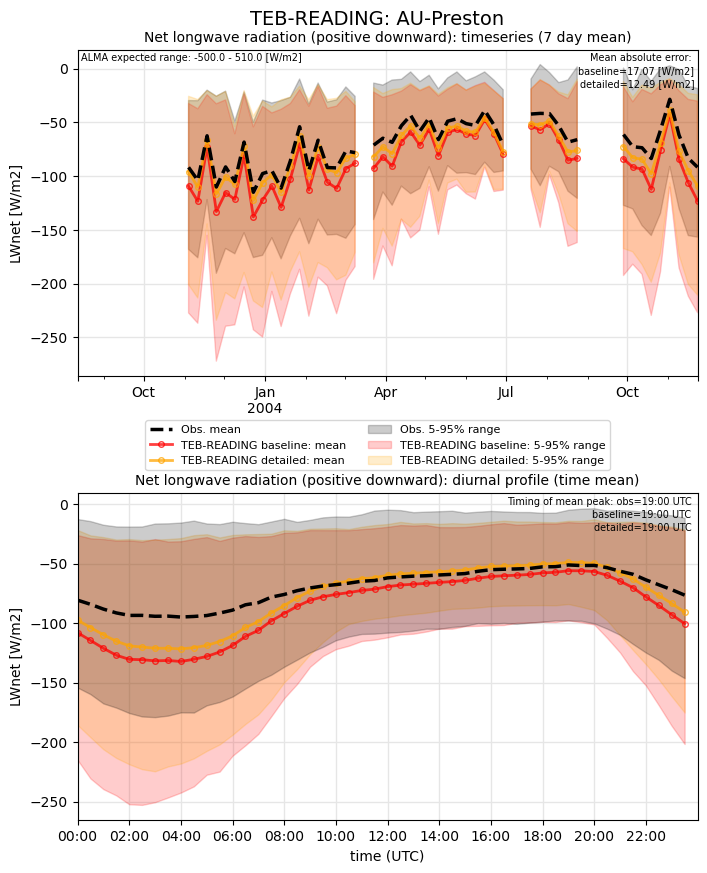 TEB-READING: AU-Preston
Net longwave radiation (positive downward): timeseries (7 day mean)
ALMA expected range: -500.0 - 510.0 [W/m2]
Mean absolute error:
baseline=17.07 [W/m2]
detailed=12.49 [W/m2]
LWnet [W/m2]
0
−50
−100
−150
−200
−250
Oct
Jan
2004
Apr
Jul
Oct
Obs. mean
TEB-READING baseline: mean
TEB-READING detailed: mean
Obs. 5-95% range
TEB-READING baseline: 5-95% range
TEB-READING detailed: 5-95% range
Net longwave radiation (positive downward): diurnal profile (time mean)
Timing of mean peak: obs=19:00 UTC
baseline=19:00 UTC
detailed=19:00 UTC
LWnet [W/m2]
0
−50
−100
−150
−200
−250
00:00 02:00 04:00 06:00 08:00 10:00 12:00 14:00 16:00 18:00 20:00 22:00
time (UTC)